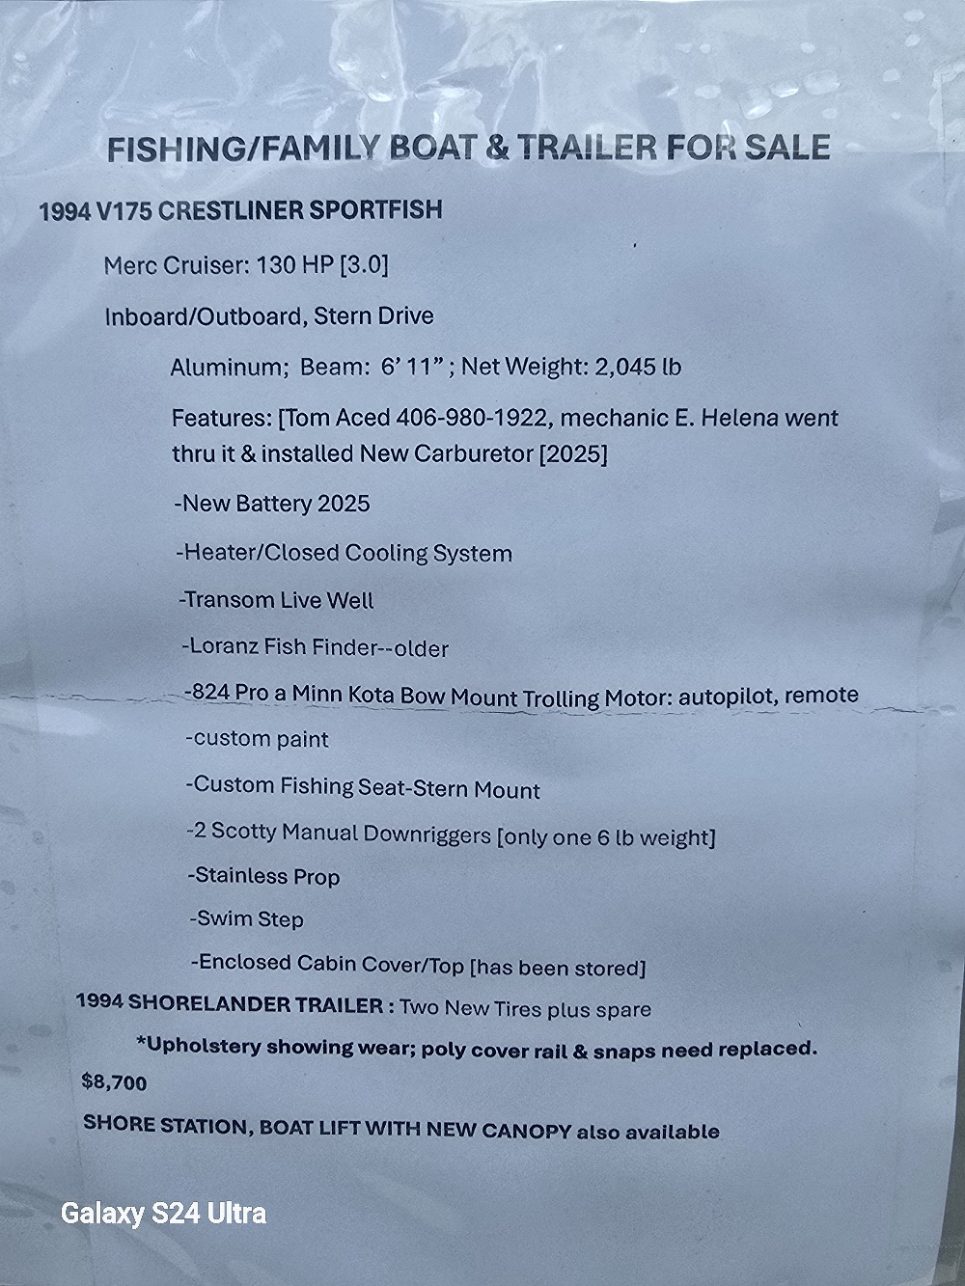 FISHING/FAMILY BOAT & TRAILER FOR SALE
1994 V175 CRESTLINER SPORTFISH
Merc Cruiser: 130 HP [3.0]
Inboard/Outboard, Stern Drive
Aluminum; Beam: 6’ 11” ; Net Weight: 2,045 lb
Features: [Tom Aced 406-980-1922, mechanic E. Helena went
thru it & installed New Carburetor [2025]
-New Battery 2025
-Heater/Closed Cooling System
-Transom Live Well
-Loranz Fish Finder--older
-824 Pro a Minn Kota Bow Mount Trolling Motor: autopilot, remote
-custom paint
-Custom Fishing Seat-Stern Mount
-2 Scotty Manual Downriggers [only one 6 lb weight]
-Stainless Prop
-Swim Step
-Enclosed Cabin Cover/Top [has been stored]
1994 SHORELANDER TRAILER : Two New Tires plus spare
*Upholstery showing wear; poly cover rail & snaps need replaced.
$8,700
SHORE STATION, BOAT LIFT WITH NEW CANOPY also available
Galaxy S24 Ultra